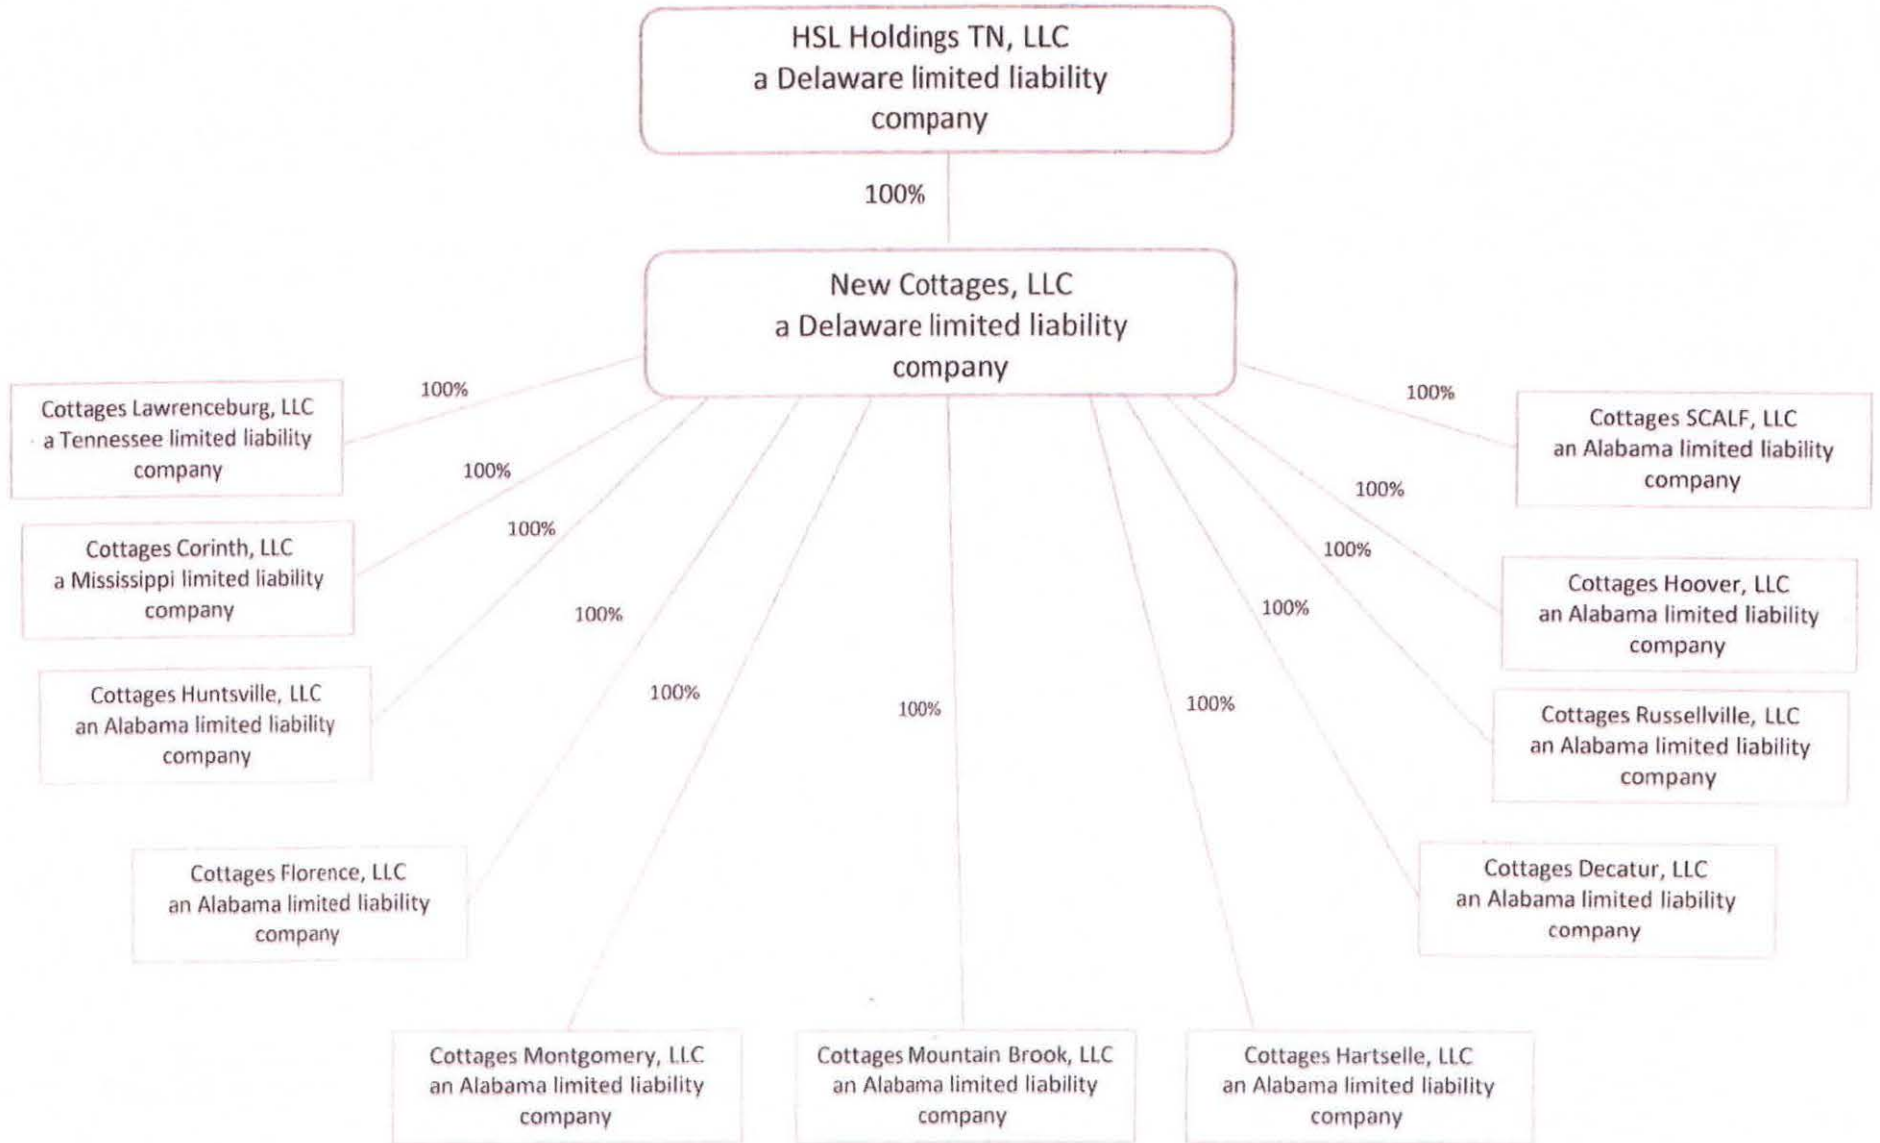 HSL Holdings TN, LLC
a Delaware limited liability
company
100%
New Cottages, LLC
a Delaware limited liability
company
100%
Cottages Lawrenceburg, LLC
a Tennessee limited liability
company
100%
Cottages Corinth, LLC
a Mississippi limited liability
company
100%
Cottages Huntsville, LLC
an Alabama limited liability
company
100%
Cottages Florence, LLC
an Alabama limited liability
company
100%
Cottages Montgomery, LLC
an Alabama limited liability
company
100%
Cottages Mountain Brook, LLC
an Alabama limited liability
company
100%
Cottages Hartselle, LLC
an Alabama limited liability
company
100%
Cottages Decatur, LLC
an Alabama limited liability
company
100%
Cottages Russellville, LLC
an Alabama limited liability
company
100%
Cottages Hoover, LLC
an Alabama limited liability
company
100%
Cottages SCALF, LLC
an Alabama limited liability
company